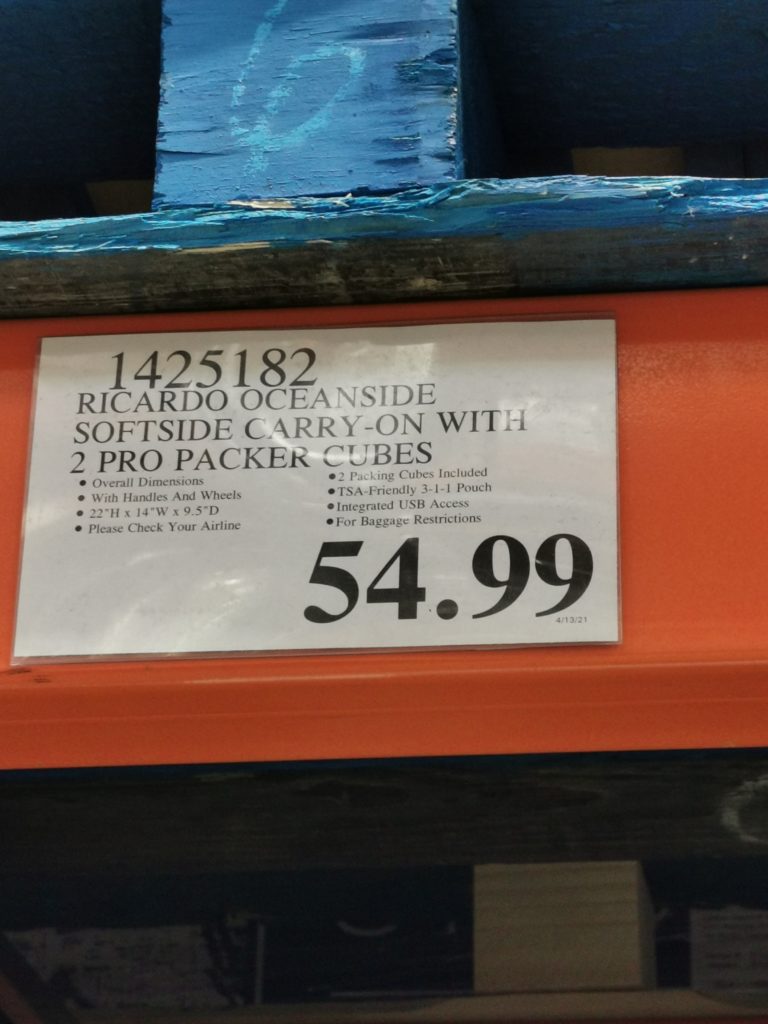 1425182
RICARDO OCEANSIDE
SOFTSIDE CARRY-ON WITH
2 PRO PACKER CUBES
• Overall Dimensions
• With Handles And Wheels
• 22"H x 14"W x 9.5"D
• Please Check Your Airline
• 2 Packing Cubes Included
• TSA-Friendly 3-1-1 Pouch
• Integrated USB Access
• For Baggage Restrictions
54.99
4/13/21